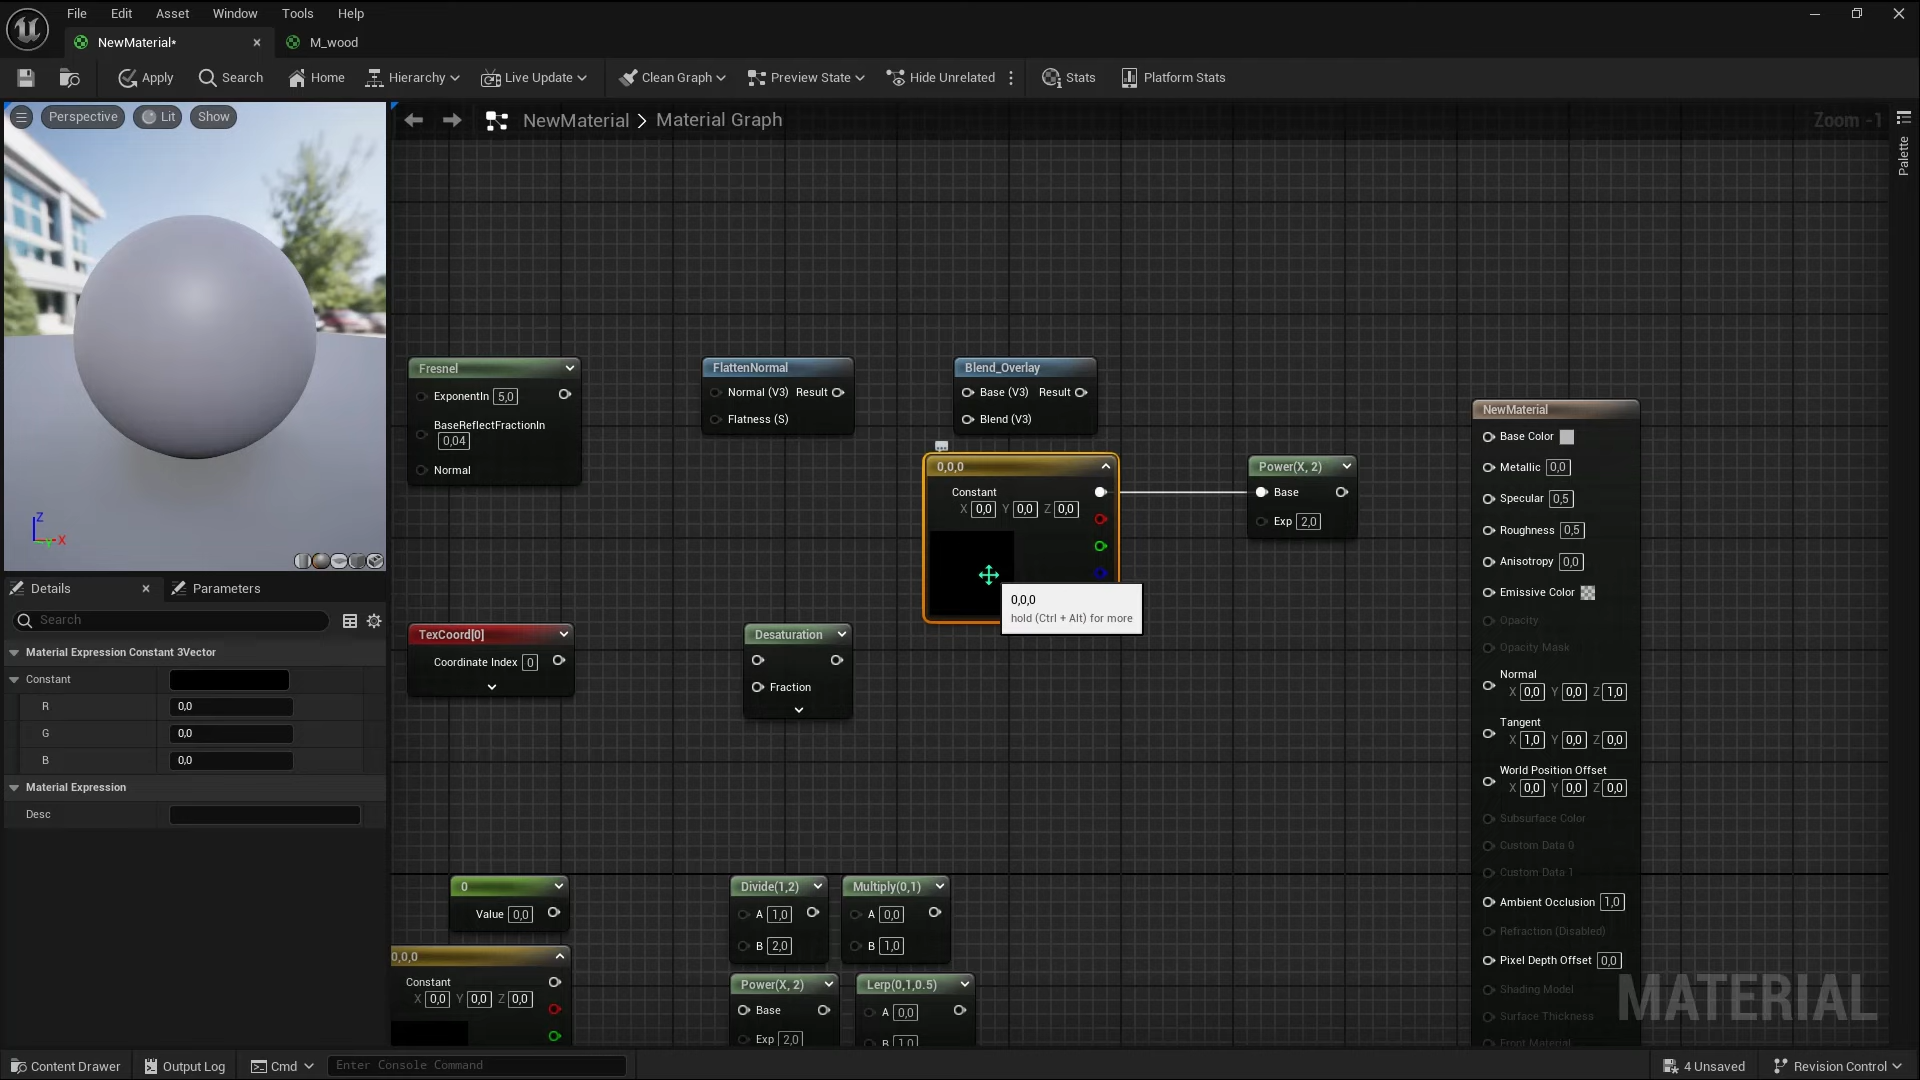 File Edit Asset Window Tools Help
NewMaterial* M_wood
Apply Search Home Hierarchy Live Update Clean Graph Preview State Hide Unrelated Stats Platform Stats
Perspective Lit Show
NewMaterial > Material Graph
Zoom -1
Palette
Fresnel
ExponentIn 5,0
BaseReflectFractionIn
0,04
Normal
FlattenNormal
Normal (V3) Result
Flatness (S)
Blend_Overlay
Base (V3) Result
Blend (V3)
0,0,0
Constant
X 0,0 Y 0,0 Z 0,0
0,0,0
hold (Ctrl + Alt) for more
Power(X, 2)
Base
Exp 2,0
NewMaterial
Base Color
Metallic 0,0
Specular 0,5
Roughness 0,5
Anisotropy 0,0
Emissive Color
Opacity
Opacity Mask
Normal
X 0,0 Y 0,0 Z 1,0
Tangent
X 1,0 Y 0,0 Z 0,0
World Position Offset
X 0,0 Y 0,0 Z 0,0
Subsurface Color
Custom Data 0
Custom Data 1
Ambient Occlusion 1,0
Refraction (Disabled)
Pixel Depth Offset 0,0
Shading Model
Surface Thickness
Front Material
MATERIAL
Z
Y X
Details Parameters
Search
Material Expression Constant 3Vector
Constant
R 0,0
G 0,0
B 0,0
Material Expression
Desc
TexCoord[0]
Coordinate Index 0
Desaturation
Fraction
0
Value 0,0
0,0,0
Constant
X 0,0 Y 0,0 Z 0,0
Divide(1,2)
A 1,0
B 2,0
Multiply(0,1)
A 0,0
B 1,0
Power(X, 2)
Base
Exp 2,0
Lerp(0,1,0.5)
A 0,0
B 1,0
Content Drawer Output Log Cmd Enter Console Command 4 Unsaved Revision Control